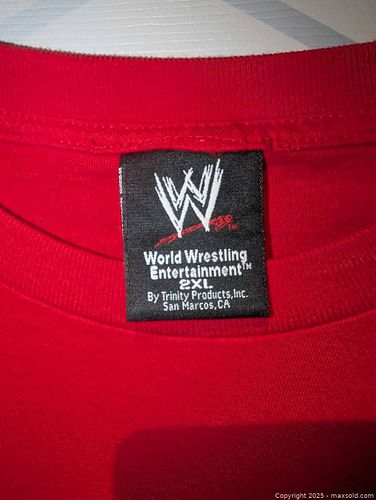 W
World Wrestling
Entertainment™
2XL
By Trinity Products,Inc.
San Marcos,CA
Copyright 2025 - maxsold.com